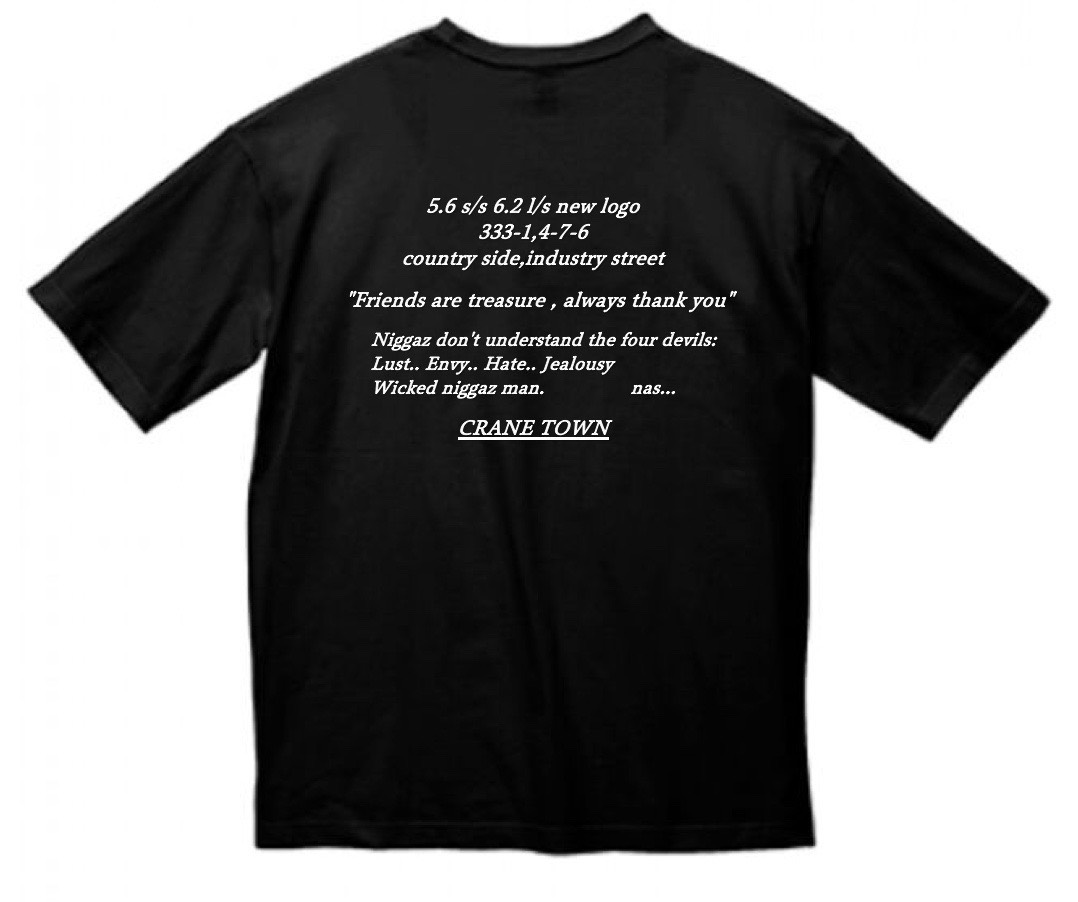 5.6 s/s 6.2 l/s new logo
333-1,4-7-6
country side,industry street
"Friends are treasure , always thank you"
Niggaz don't understand the four devils:
Lust.. Envy.. Hate.. Jealousy
Wicked niggaz man. nas...
CRANE TOWN